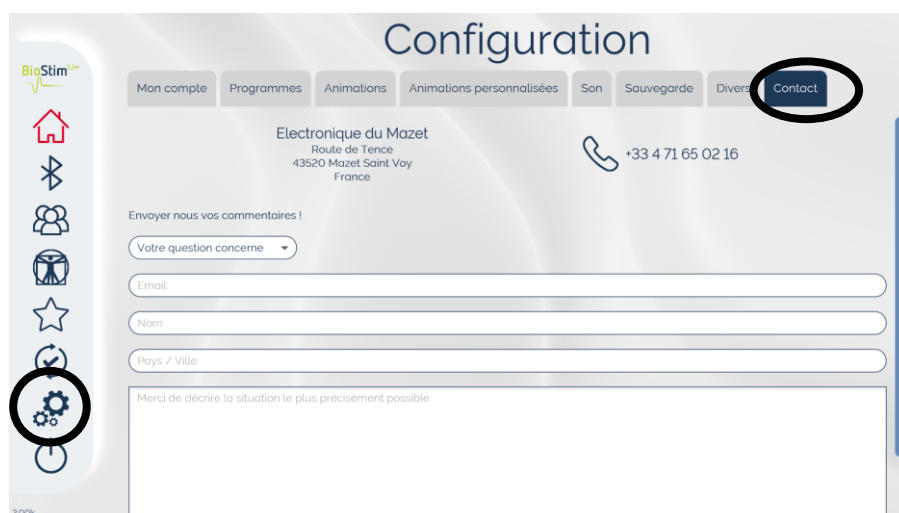 Configuration
BioStim
Mon compte Programmes Animations Animations personnalisées Son Sauvegarde Divers Contact
Electronique du Mazet
Route de Tence
43520 Mazet Saint Voy
France
+33 4 71 65 02 16
Envoyer nous vos commentaires !
Votre question concerne
Email
Nom
Pays / Ville
Merci de décrire la situation le plus précisément possible